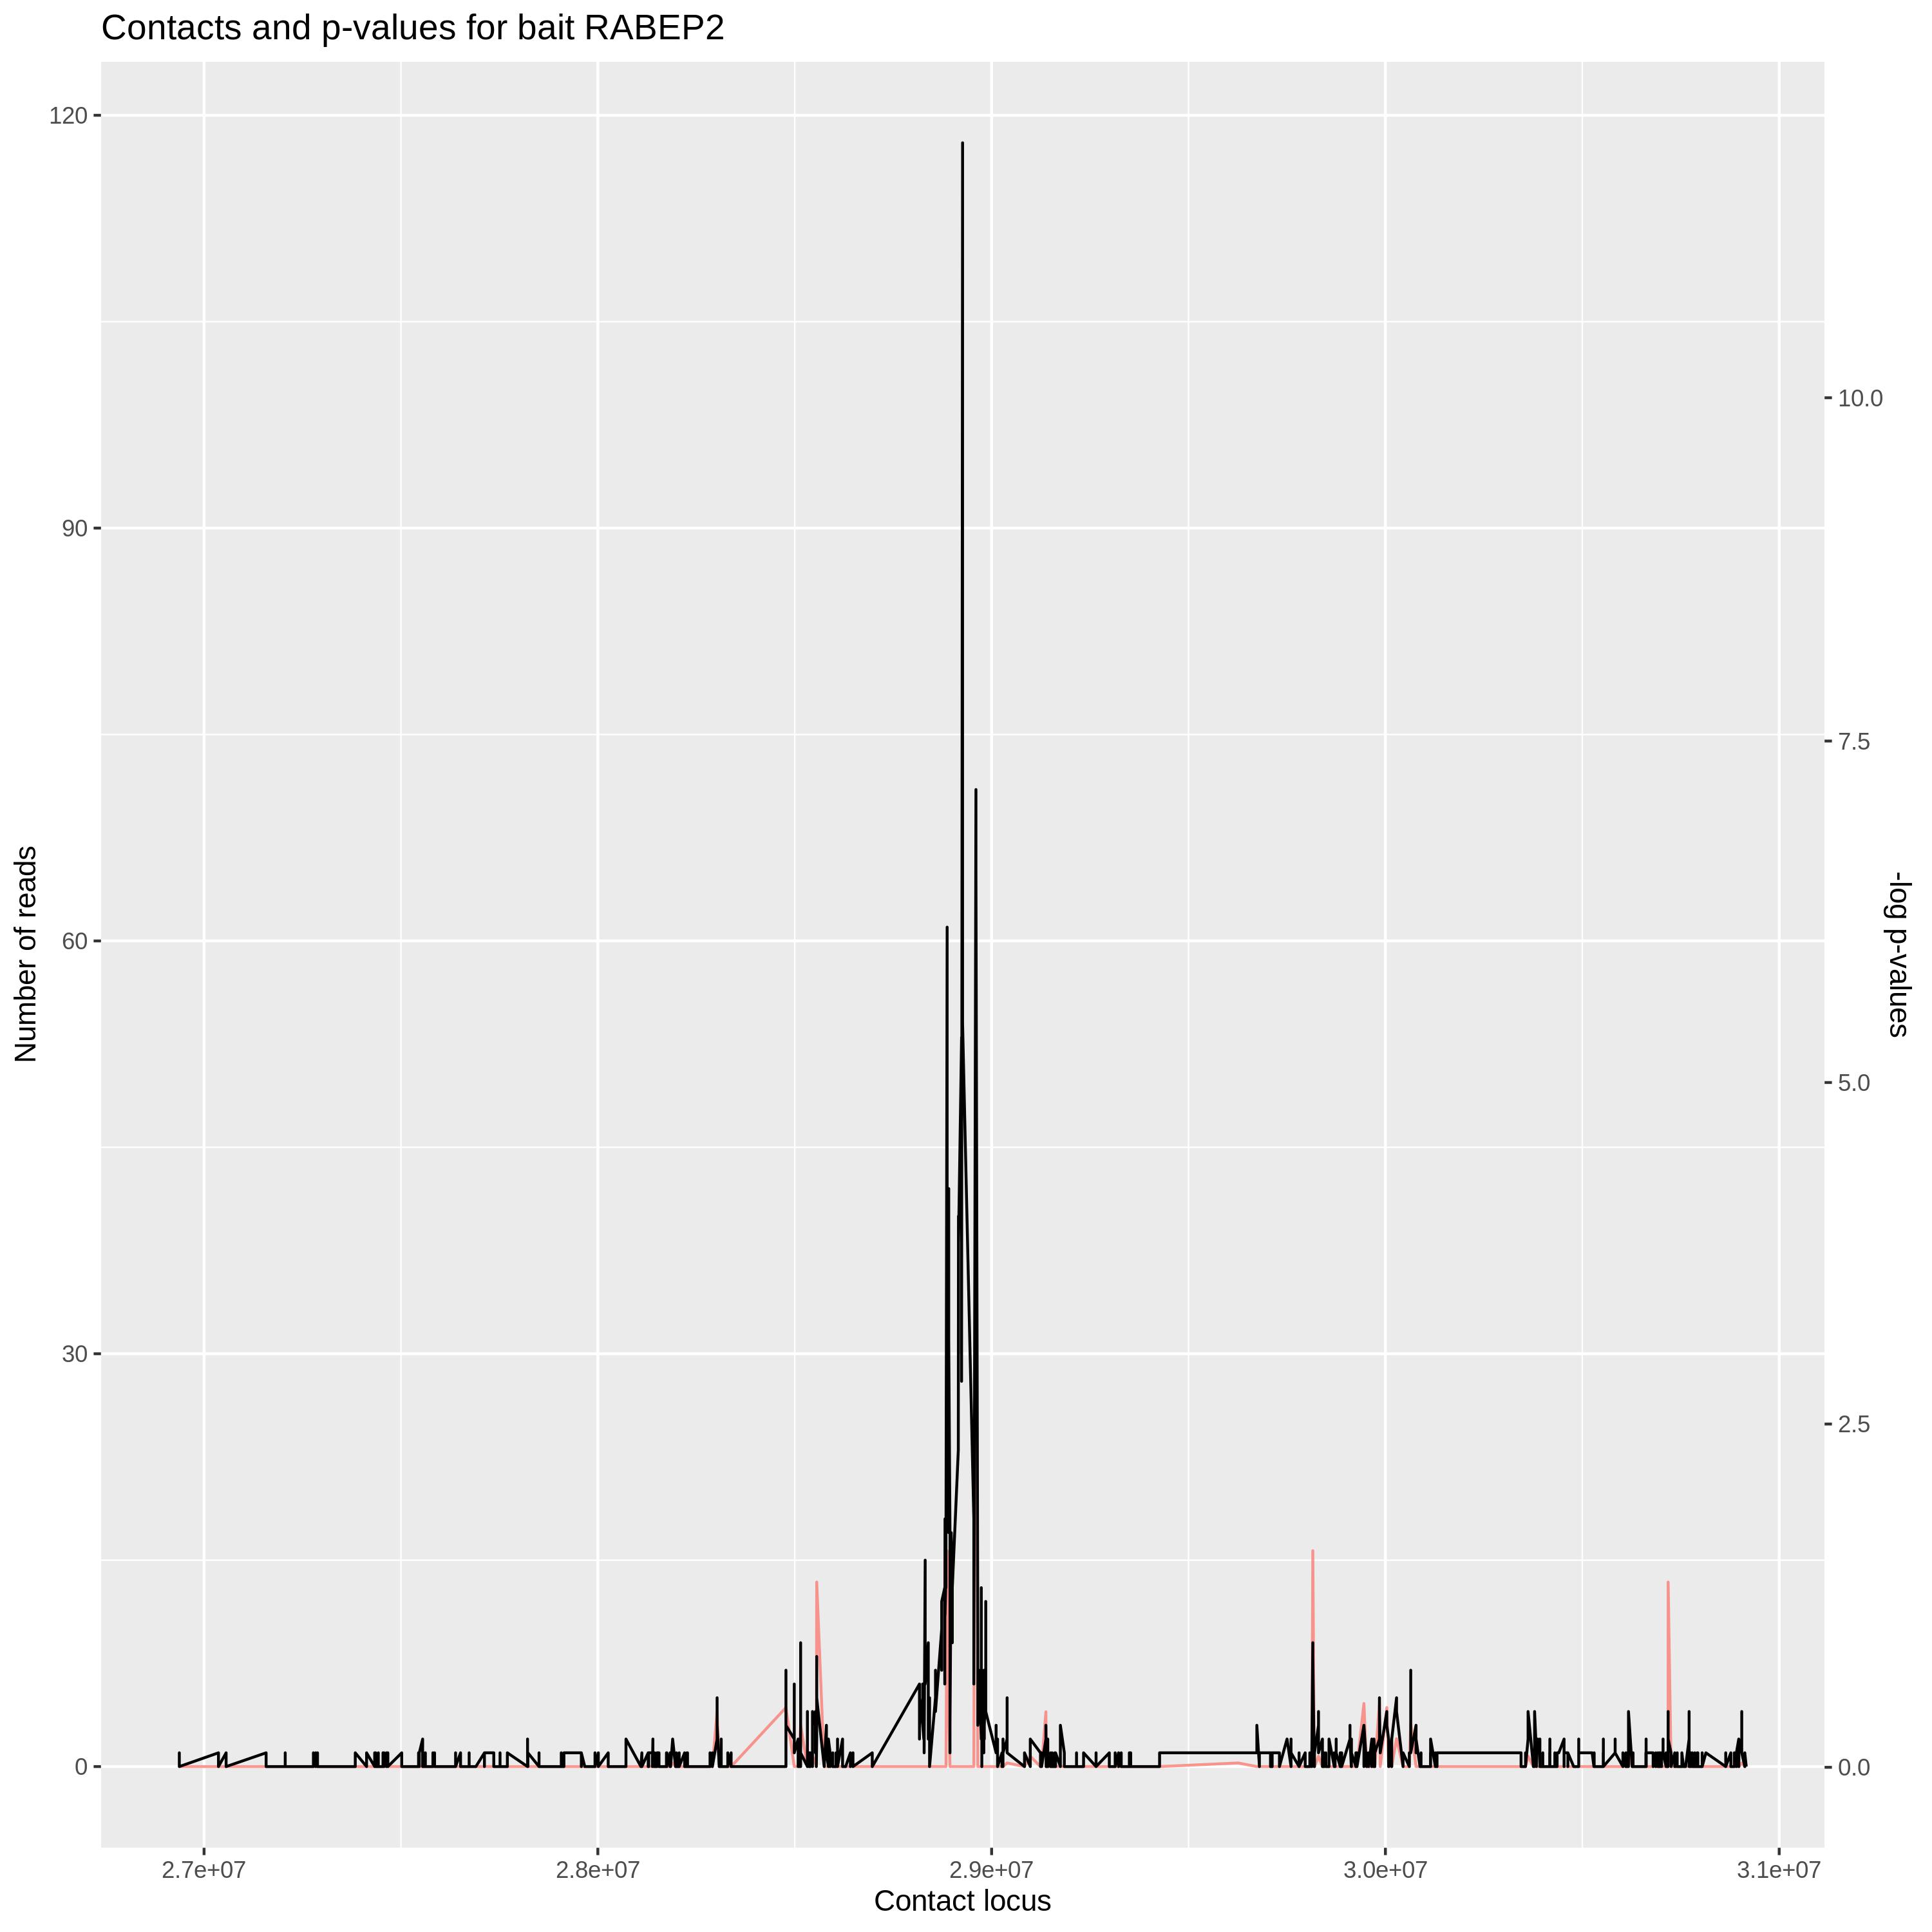 Contacts and p-values for bait RABEP2
120
90
60
30
0
Number of reads
10.0
7.5
5.0
2.5
0.0
-log p-values
2.7e+07
2.8e+07
2.9e+07
3.0e+07
3.1e+07
Contact locus